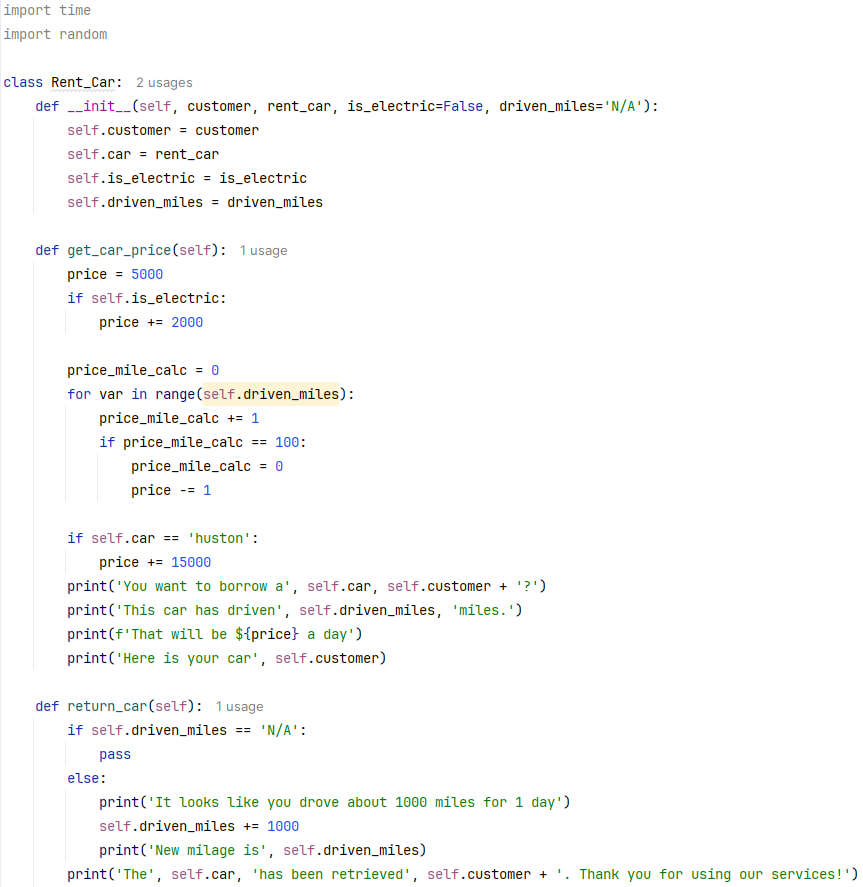 import time
import random

class Rent_Car:  2 usages
    def __init__(self, customer, rent_car, is_electric=False, driven_miles='N/A'):
        self.customer = customer
        self.car = rent_car
        self.is_electric = is_electric
        self.driven_miles = driven_miles

    def get_car_price(self):  1 usage
        price = 5000
        if self.is_electric:
            price += 2000

        price_mile_calc = 0
        for var in range(self.driven_miles):
            price_mile_calc += 1
            if price_mile_calc == 100:
                price_mile_calc = 0
                price -= 1

        if self.car == 'huston':
            price += 15000
        print('You want to borrow a', self.car, self.customer + '?')
        print('This car has driven', self.driven_miles, 'miles.')
        print(f'That will be ${price} a day')
        print('Here is your car', self.customer)

    def return_car(self):  1 usage
        if self.driven_miles == 'N/A':
            pass
        else:
            print('It looks like you drove about 1000 miles for 1 day')
            self.driven_miles += 1000
            print('New milage is', self.driven_miles)
        print('The', self.car, 'has been retrieved', self.customer + '. Thank you for using our services!')